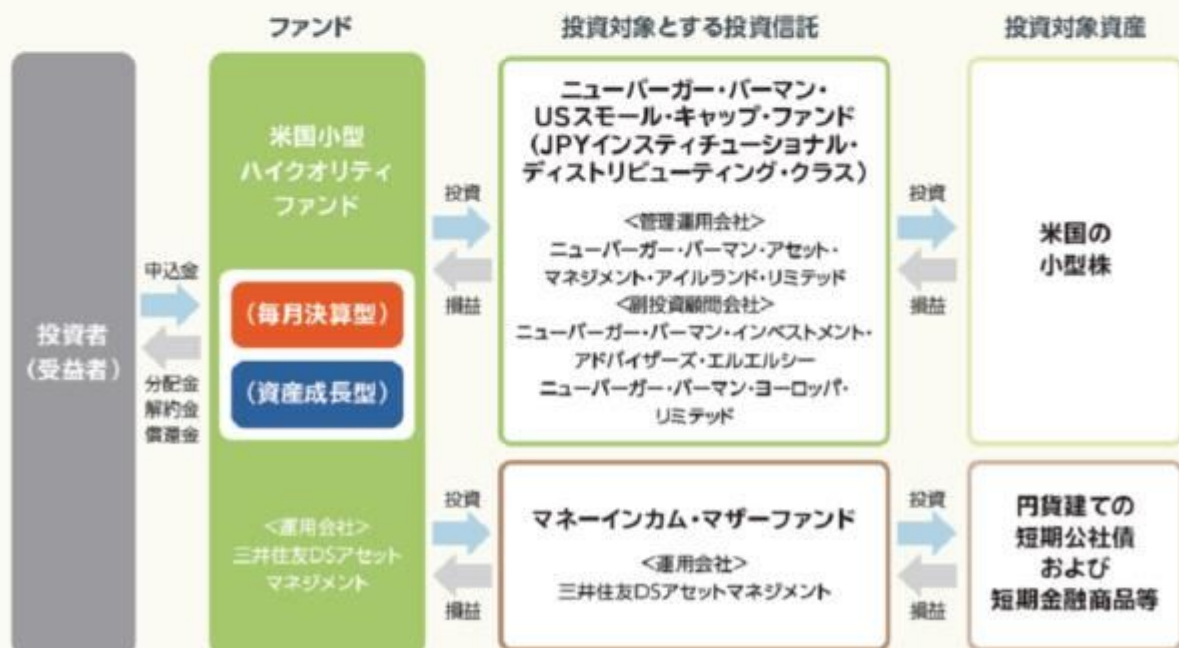 ファンド
投資対象とする投資信託
投資対象資産
投資者
(受益者)
申込金
分配金
解約金
償還金
米国小型
ハイクオリティ
ファンド
(毎月決算型)
(資産成長型)
<運用会社>
三井住友DSアセット
マネジメント
投資
損益
ニューバーガー・バーマン・
USスモール・キャップ・ファンド
(JPYインスティチューショナル・
ディストリビューティング・クラス)
<管理運用会社>
ニューバーガー・バーマン・アセット・
マネジメント・アイルランド・リミテッド
<副投資顧問会社>
ニューバーガー・バーマン・インベストメント・
アドバイザーズ・エルエルシー
ニューバーガー・バーマン・ヨーロッパ・
リミテッド
投資
損益
米国の
小型株
投資
損益
マネーインカム・マザーファンド
<運用会社>
三井住友DSアセットマネジメント
投資
損益
円貨建ての
短期公社債
および
短期金融商品等